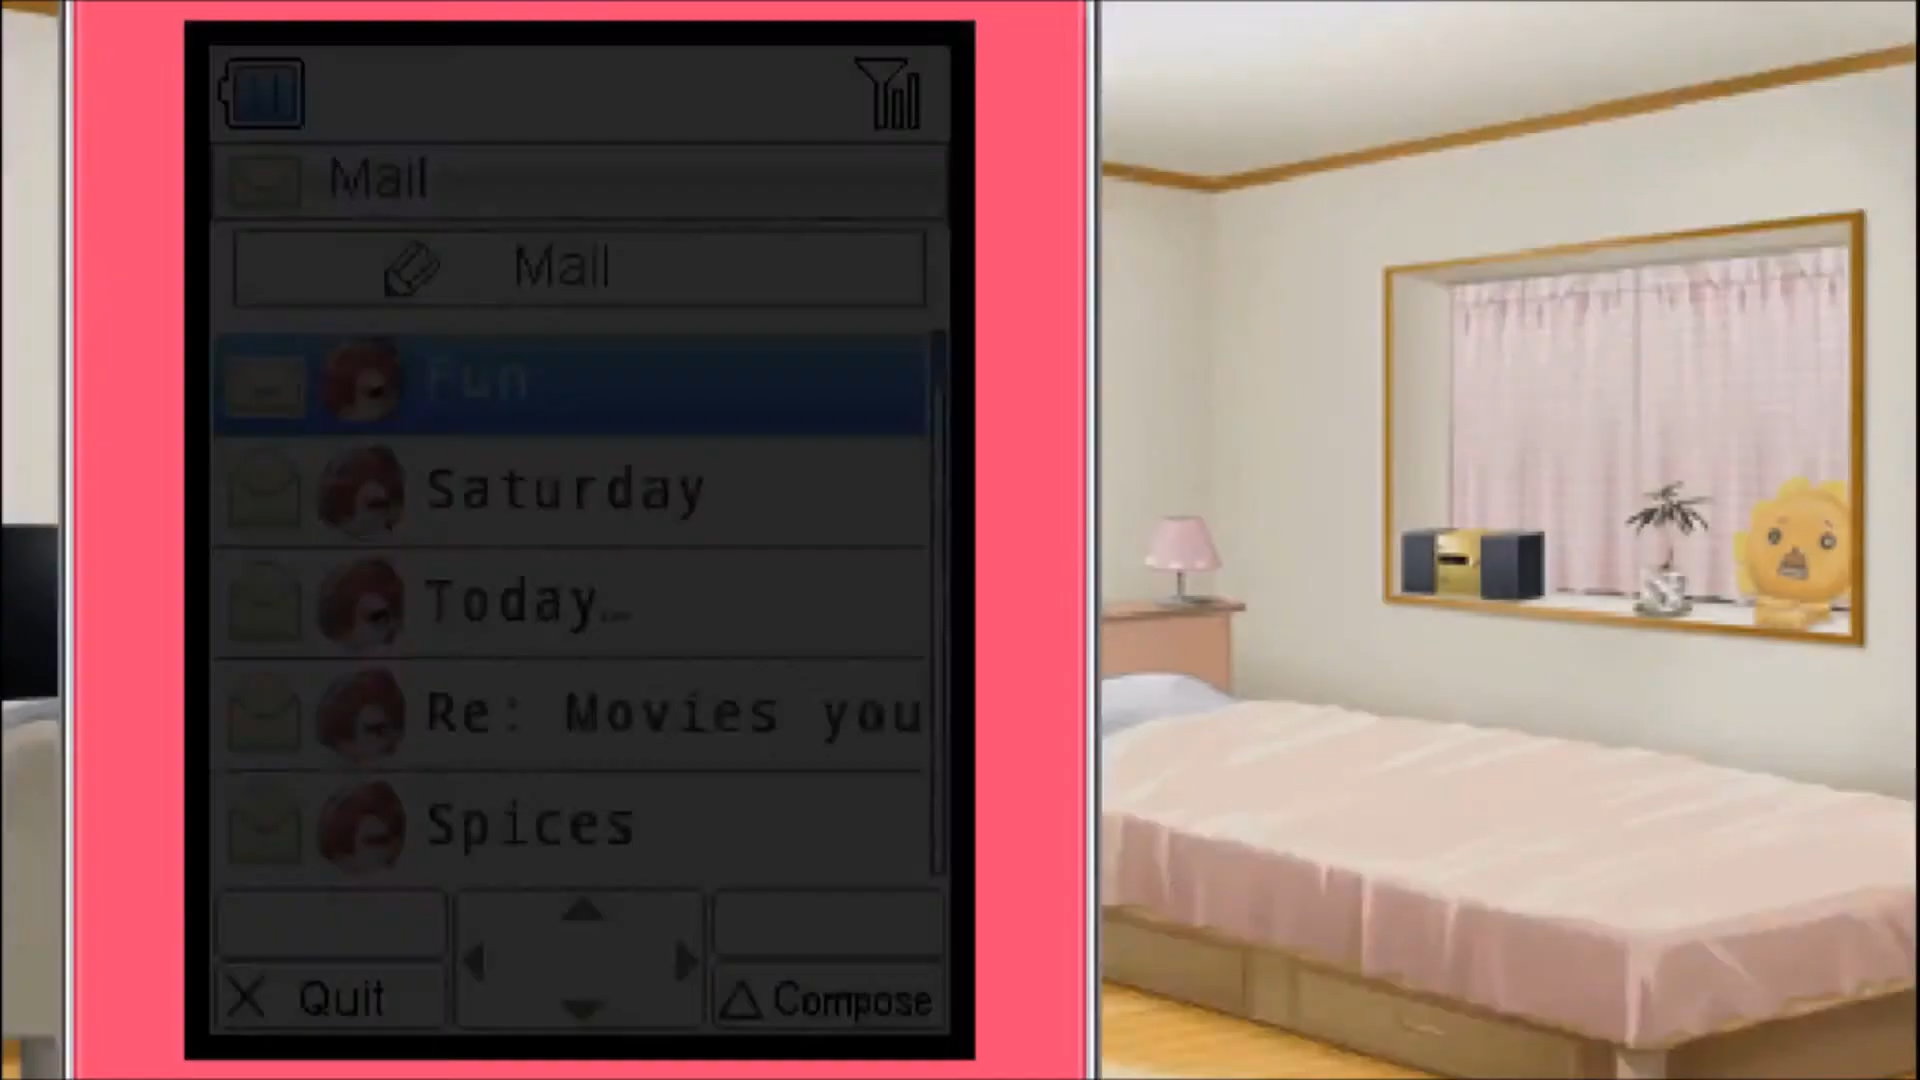 Mail
Mail
Fun
Saturday
Today…
Re: Movies you
Spices
Quit
Compose